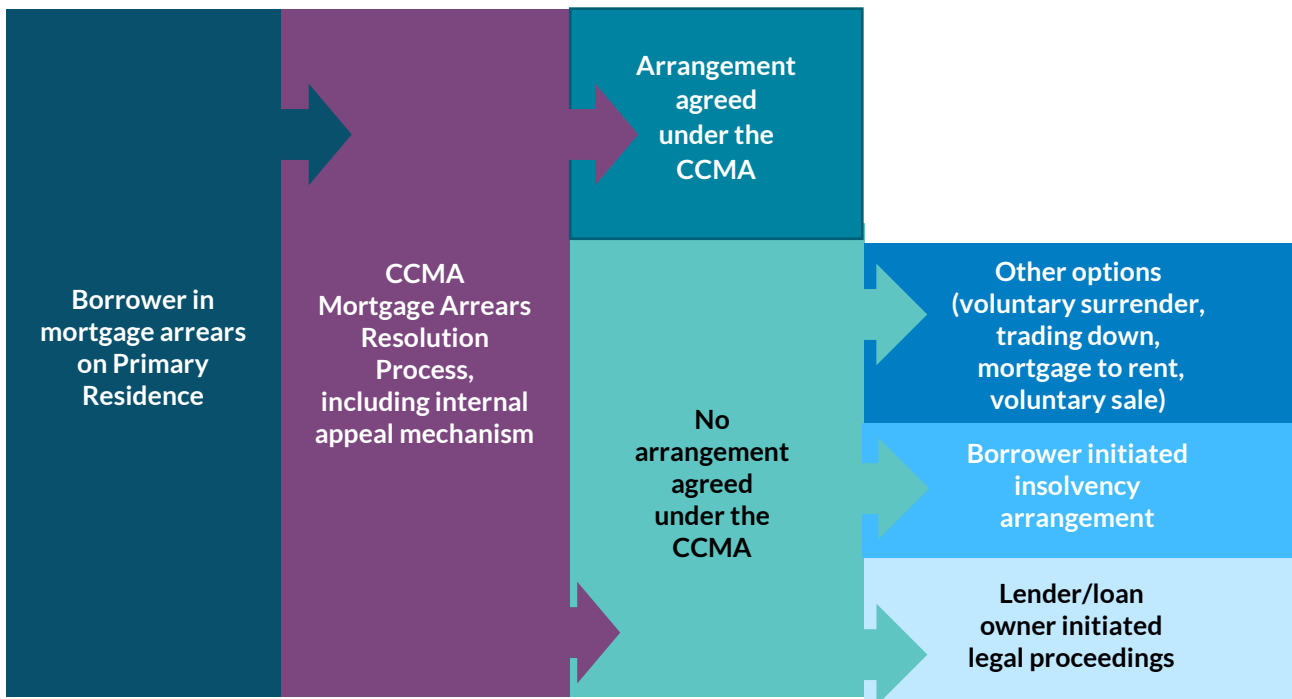 Borrower in
mortgage arrears
on Primary
Residence
CCMA
Mortgage Arrears
Resolution
Process,
including internal
appeal mechanism
Arrangement
agreed
under the
CCMA
No
arrangement
agreed
under the
CCMA
Other options
(voluntary surrender,
trading down,
mortgage to rent,
voluntary sale)
Borrower initiated
insolvency
arrangement
Lender/loan
owner initiated
legal proceedings